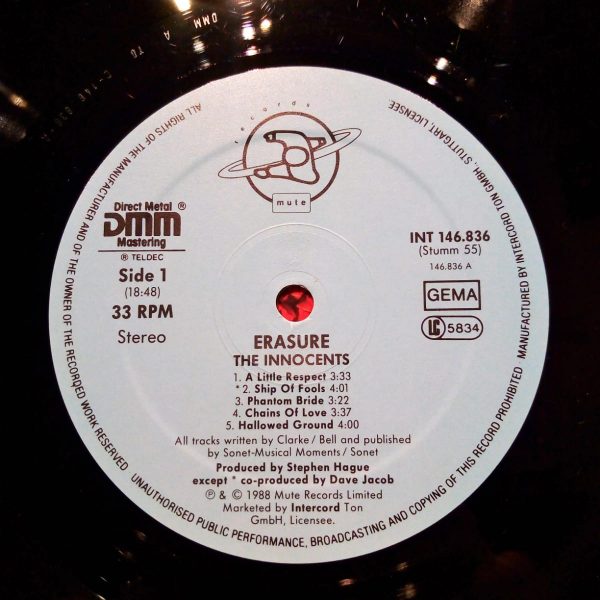 records
mute
Direct Metal ®
DMM
Mastering
® TELDEC
Side 1
(18:48)
33 RPM
Stereo
INT 146.836
(Stumm 55)
146.836 A
GEMA
LC 5834
ERASURE
THE INNOCENTS
1. A Little Respect 3:33
* 2. Ship Of Fools 4:01
3. Phantom Bride 3:22
4. Chains Of Love 3:37
5. Hallowed Ground 4:00
All tracks written by Clarke / Bell and published
by Sonet-Musical Moments / Sonet
Produced by Stephen Hague
except * co-produced by Dave Jacob
℗ & © 1988 Mute Records Limited
Marketed by Intercord Ton
GmbH, Licensee.
ALL RIGHTS OF THE MANUFACTURER AND OF THE OWNER OF THE RECORDED WORK RESERVED. UNAUTHORISED PUBLIC PERFORMANCE, BROADCASTING AND COPYING OF THIS RECORD PROHIBITED · MANUFACTURED BY INTERCORD TON GMBH, STUTTGART, LICENSEE.